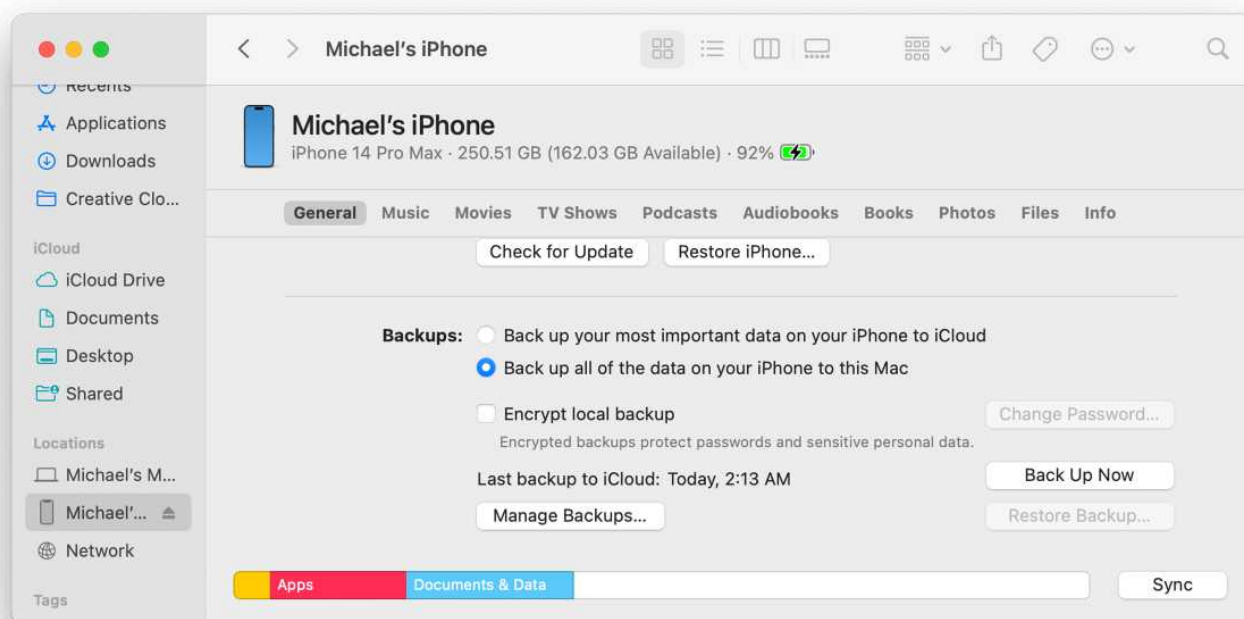 Michael's iPhone
Recents
Applications
Downloads
Creative Clo...
iCloud
iCloud Drive
Documents
Desktop
Shared
Locations
Michael's M...
Michael'...
Network
Tags
Michael's iPhone
iPhone 14 Pro Max · 250.51 GB (162.03 GB Available) · 92%
General Music Movies TV Shows Podcasts Audiobooks Books Photos Files Info
Check for Update Restore iPhone...
Backups: Back up your most important data on your iPhone to iCloud
Back up all of the data on your iPhone to this Mac
Encrypt local backup Change Password...
Encrypted backups protect passwords and sensitive personal data.
Last backup to iCloud: Today, 2:13 AM Back Up Now
Manage Backups... Restore Backup...
Apps Documents & Data Sync